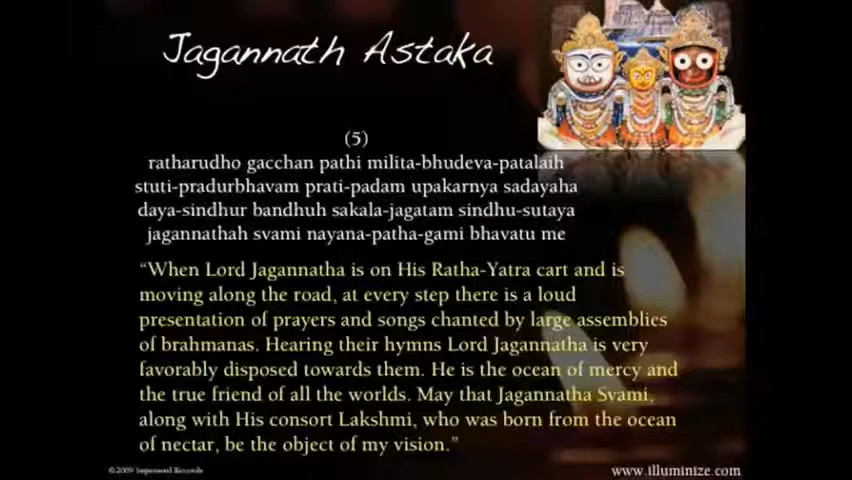 Jagannath Astaka
(5)
ratharudho gacchan pathi milita-bhudeva-patalaih
stuti-pradurbhavam prati-padam upakarnya sadayaha
daya-sindhur bandhuh sakala-jagatam sindhu-sutaya
jagannathah svami nayana-patha-gami bhavatu me
“When Lord Jagannatha is on His Ratha-Yatra cart and is
moving along the road, at every step there is a loud
presentation of prayers and songs chanted by large assemblies
of brahmanas. Hearing their hymns Lord Jagannatha is very
favorably disposed towards them. He is the ocean of mercy and
the true friend of all the worlds. May that Jagannatha Svami,
along with His consort Lakshmi, who was born from the ocean
of nectar, be the object of my vision.”
©2009 Supersoul Records
www.illuminize.com